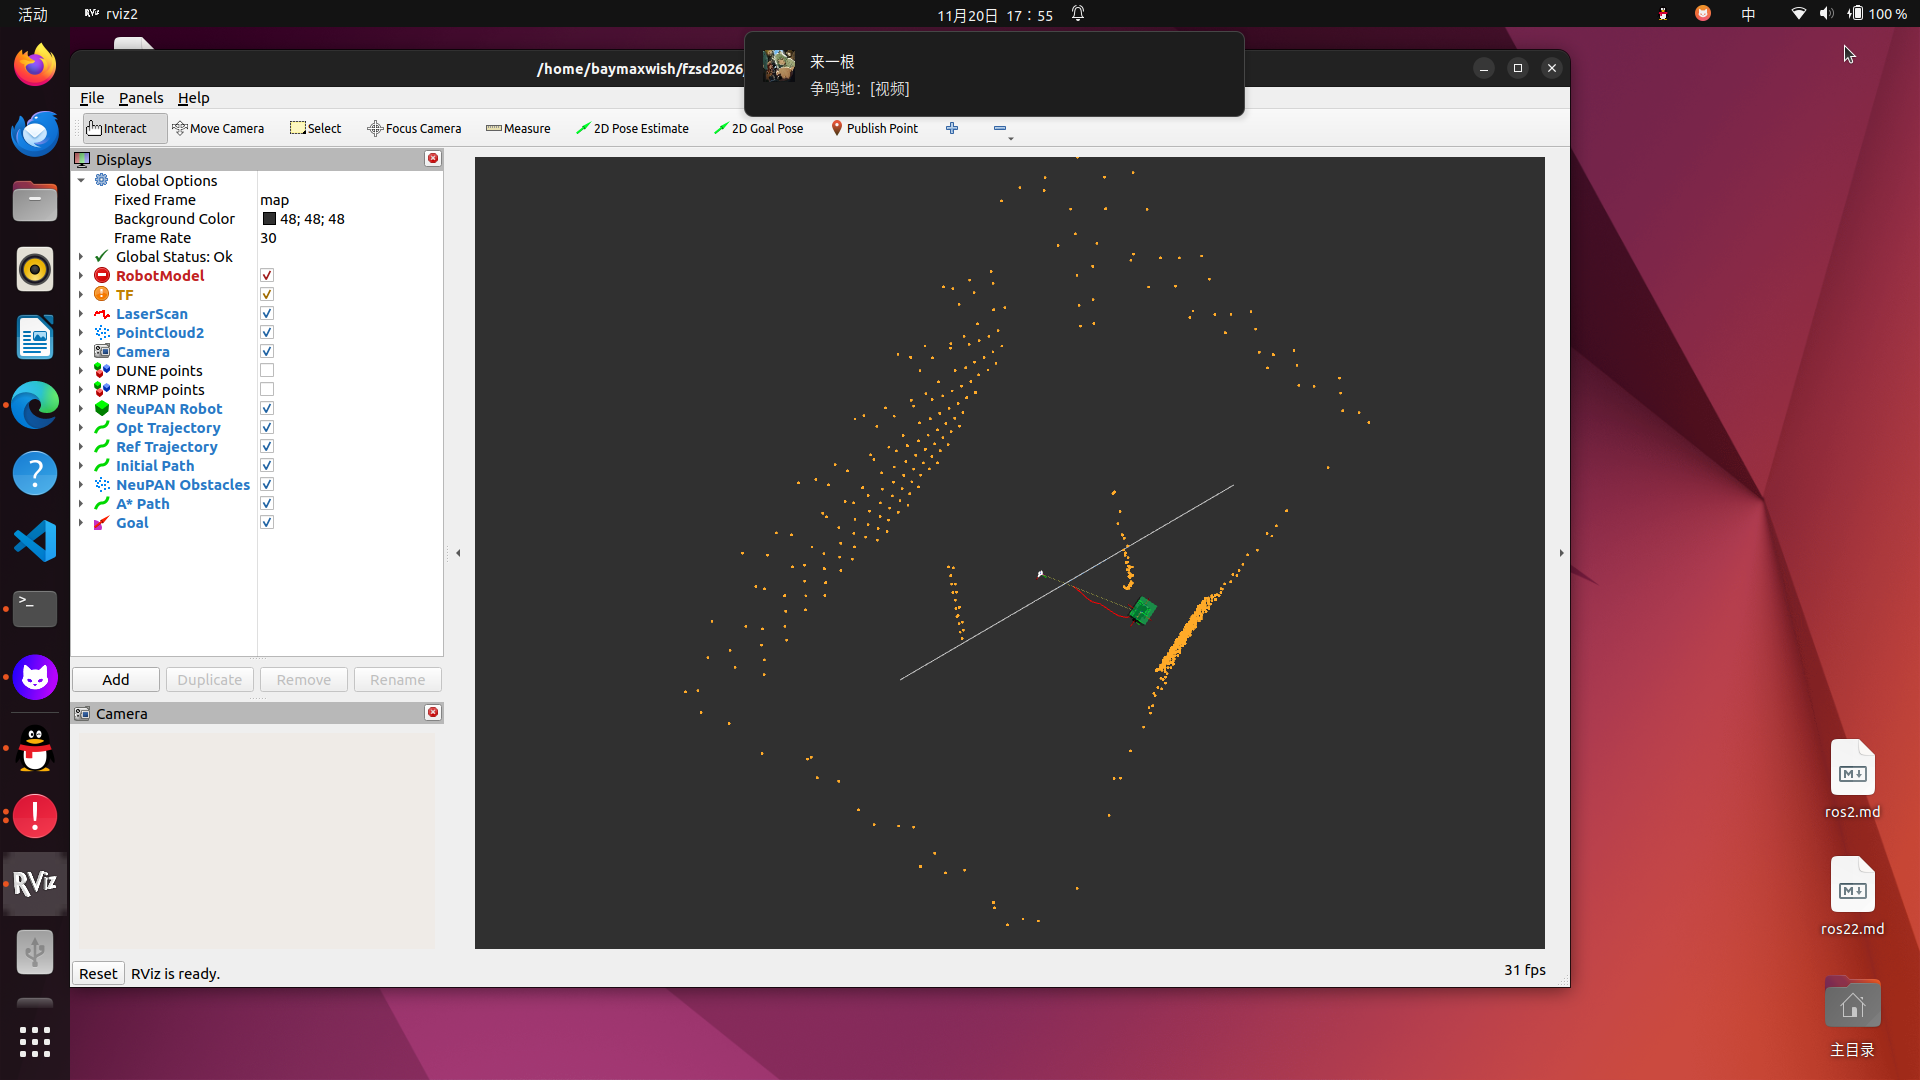 活动
rviz2
11月20日 17：55
中
100 %
/home/baymaxwish/fzsd2026
来一根
争鸣地：[视频]
File Panels Help
Interact Move Camera Select Focus Camera Measure 2D Pose Estimate 2D Goal Pose Publish Point
Displays
Global Options
Fixed Frame map
Background Color 48; 48; 48
Frame Rate 30
Global Status: Ok
RobotModel
TF
LaserScan
PointCloud2
Camera
DUNE points
NRMP points
NeuPAN Robot
Opt Trajectory
Ref Trajectory
Initial Path
NeuPAN Obstacles
A* Path
Goal
Add Duplicate Remove Rename
Camera
Reset RViz is ready.
31 fps
RViz
M
ros2.md
M
ros22.md
主目录